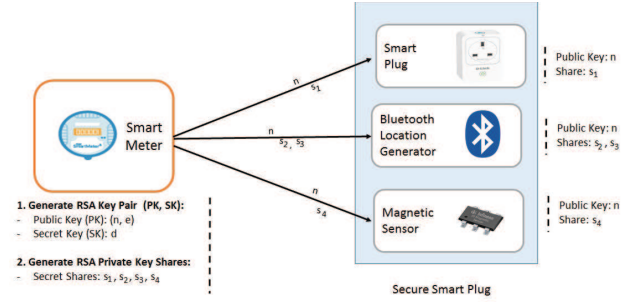 Smart
Meter
1. Generate RSA Key Pair (PK, SK):
- Public Key (PK): (n, e)
- Secret Key (SK): d
2. Generate RSA Private Key Shares:
- Secret Shares: s₁, s₂, s₃, s₄
n
s₁
n
s₂, s₃
n
s₄
Smart
Plug
Bluetooth
Location
Generator
Magnetic
Sensor
Secure Smart Plug
Public Key: n
Share: s₁
Public Key: n
Shares: s₂, s₃
Public Key: n
Share: s₄